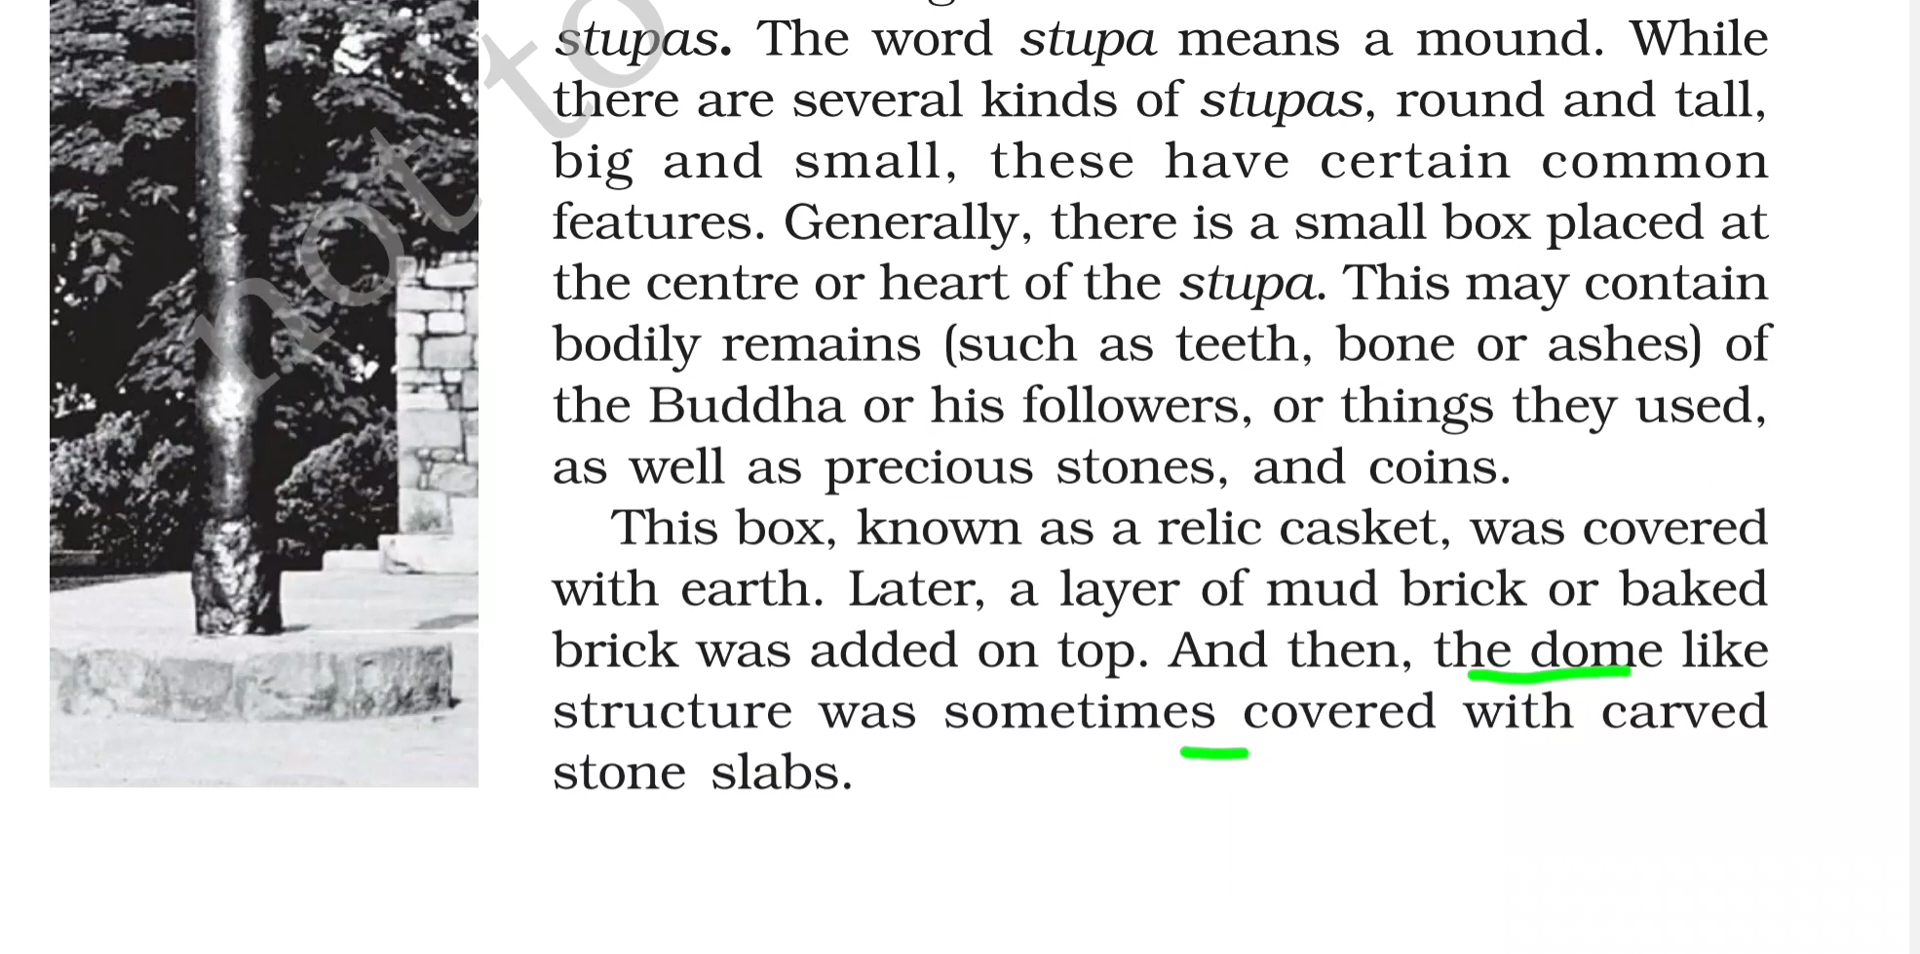 stupas. The word stupa means a mound. While
there are several kinds of stupas, round and tall,
big and small, these have certain common
features. Generally, there is a small box placed at
the centre or heart of the stupa. This may contain
bodily remains (such as teeth, bone or ashes) of
the Buddha or his followers, or things they used,
as well as precious stones, and coins.
This box, known as a relic casket, was covered
with earth. Later, a layer of mud brick or baked
brick was added on top. And then, the dome like
structure was sometimes covered with carved
stone slabs.
not to